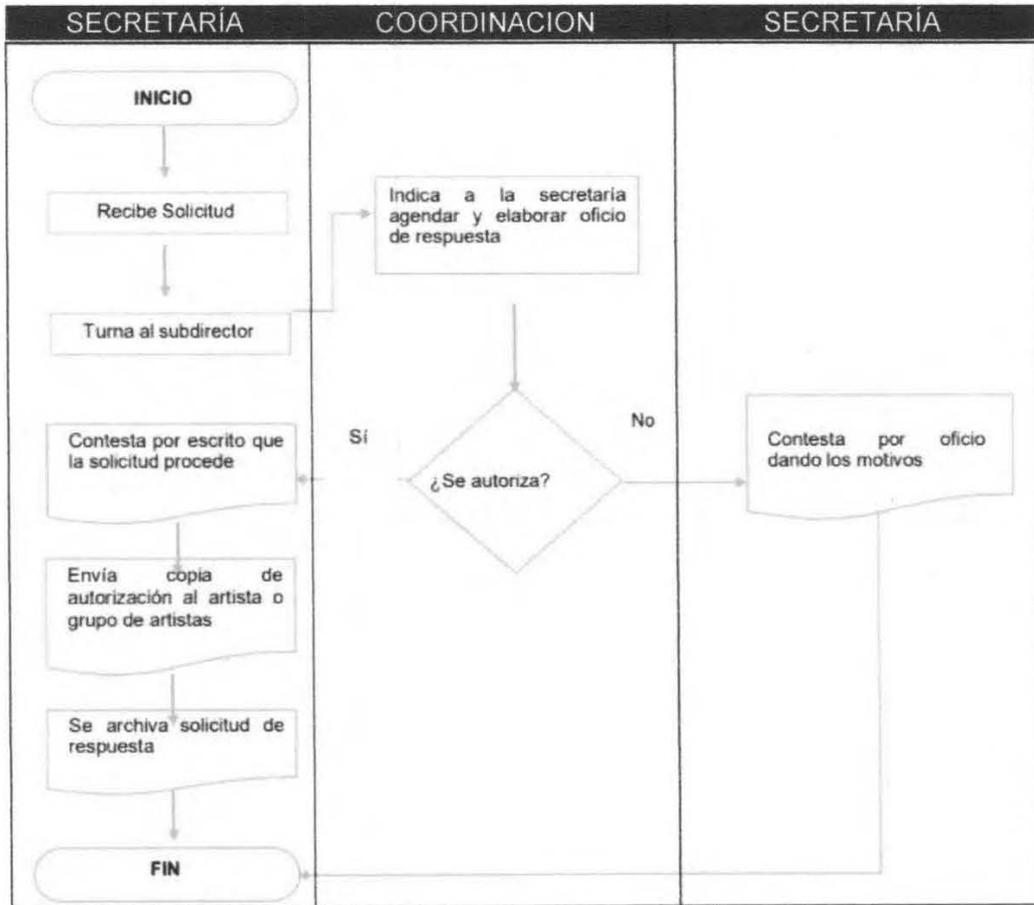 SECRETARÍA
COORDINACION
SECRETARÍA
INICIO
Recibe Solicitud
Turna al subdirector
Indica a la secretaría
agendar y elaborar oficio
de respuesta
¿Se autoriza?
Sí
No
Contesta por escrito que
la solicitud procede
Contesta por oficio
dando los motivos
Envía copia de
autorización al artista o
grupo de artistas
Se archiva solicitud de
respuesta
FIN